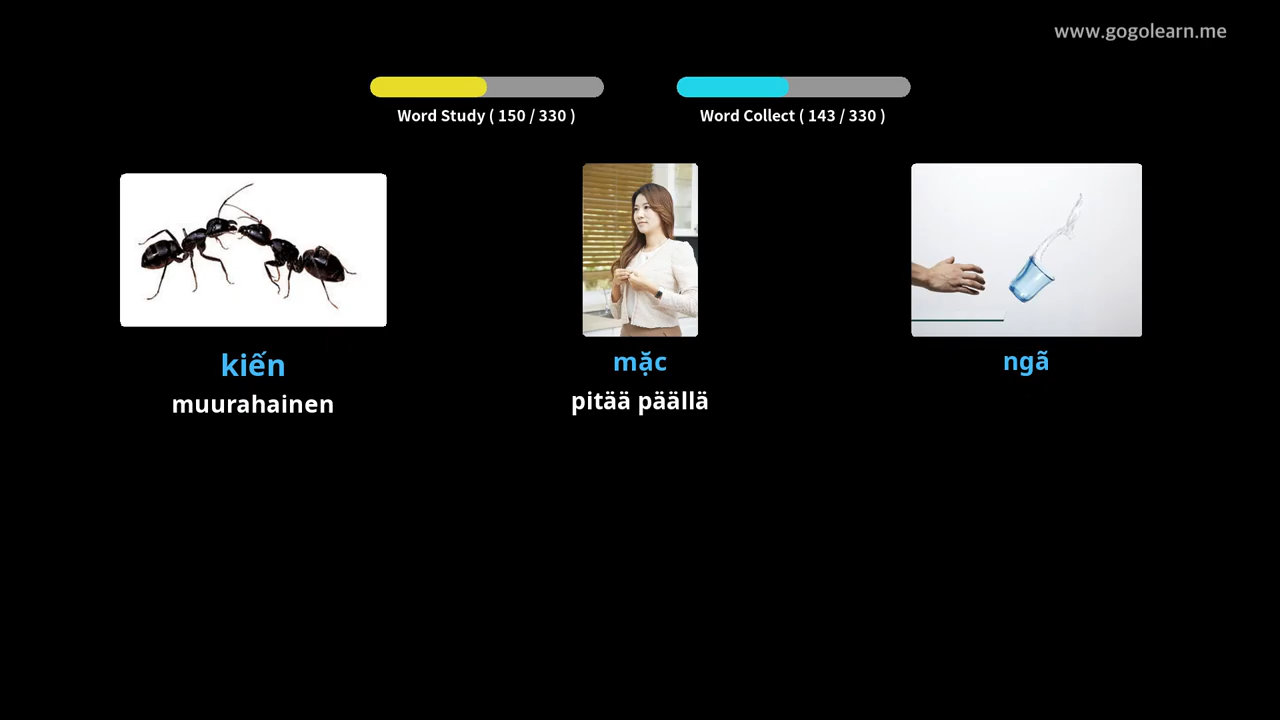 www.gogolearn.me
Word Study ( 150 / 330 )
Word Collect ( 143 / 330 )
kiến
mặc
ngã
muurahainen
pitää päällä